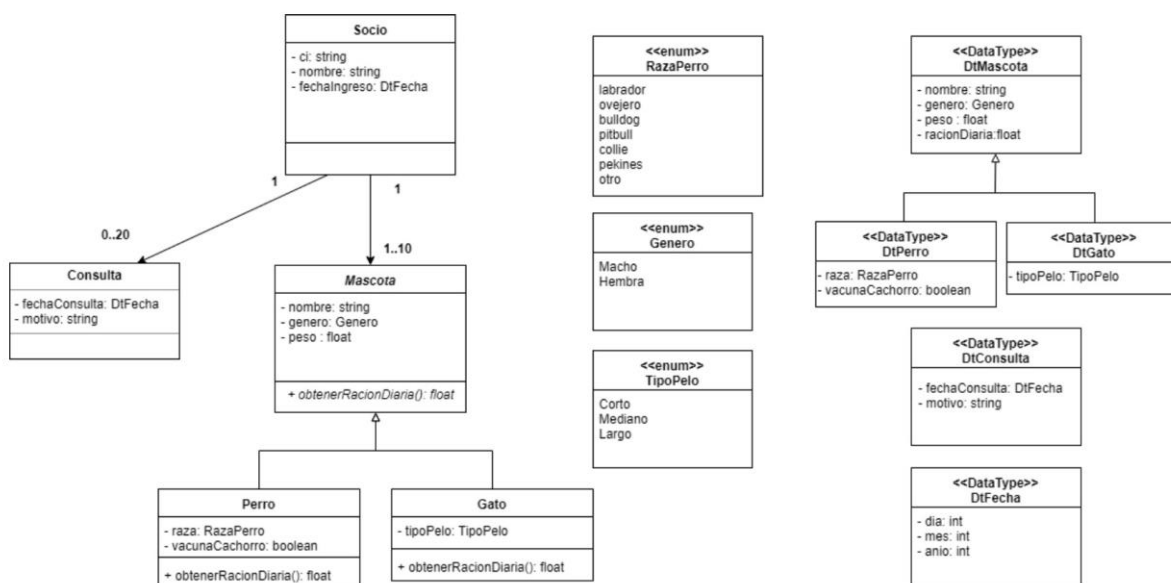 Socio
- ci: string
- nombre: string
- fechaIngreso: DtFecha
1
1
0..20
1..10
Consulta
- fechaConsulta: DtFecha
- motivo: string
Mascota
- nombre: string
- genero: Genero
- peso : float
+ obtenerRacionDiaria(): float
Perro
- raza: RazaPerro
- vacunaCachorro: boolean
+ obtenerRacionDiaria(): float
Gato
- tipoPelo: TipoPelo
+ obtenerRacionDiaria(): float
<<enum>>
RazaPerro
labrador
ovejero
bulldog
pitbull
collie
pekines
otro
<<enum>>
Genero
Macho
Hembra
<<enum>>
TipoPelo
Corto
Mediano
Largo
<<DataType>>
DtMascota
- nombre: string
- genero: Genero
- peso : float
- racionDiaria:float
<<DataType>>
DtPerro
- raza: RazaPerro
- vacunaCachorro: boolean
<<DataType>>
DtGato
- tipoPelo: TipoPelo
<<DataType>>
DtConsulta
- fechaConsulta: DtFecha
- motivo: string
<<DataType>>
DtFecha
- dia: int
- mes: int
- anio: int